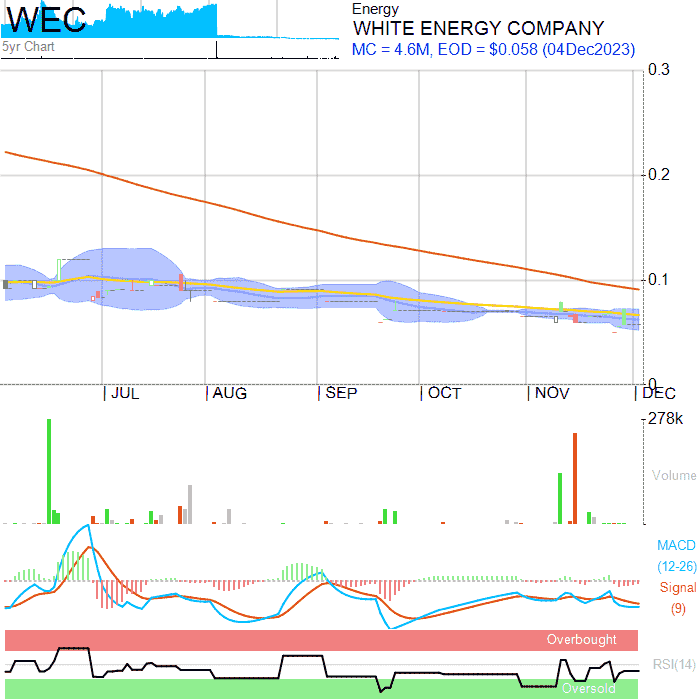 WEC
5yr Chart
Energy
WHITE ENERGY COMPANY
MC = 4.6M, EOD = $0.058 (04Dec2023)
0.3
0.2
0.1
0
JUL AUG SEP OCT NOV DEC
278k
Volume
MACD
(12-26)
Signal
(9)
Overbought
RSI(14)
Oversold